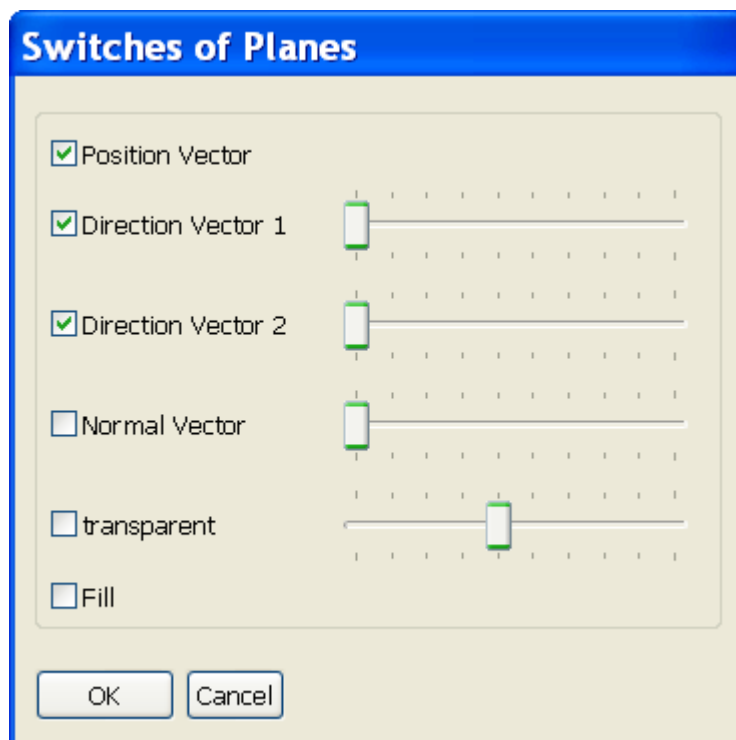 Switches of Planes
Position Vector
Direction Vector 1
Direction Vector 2
Normal Vector
transparent
Fill
OK Cancel